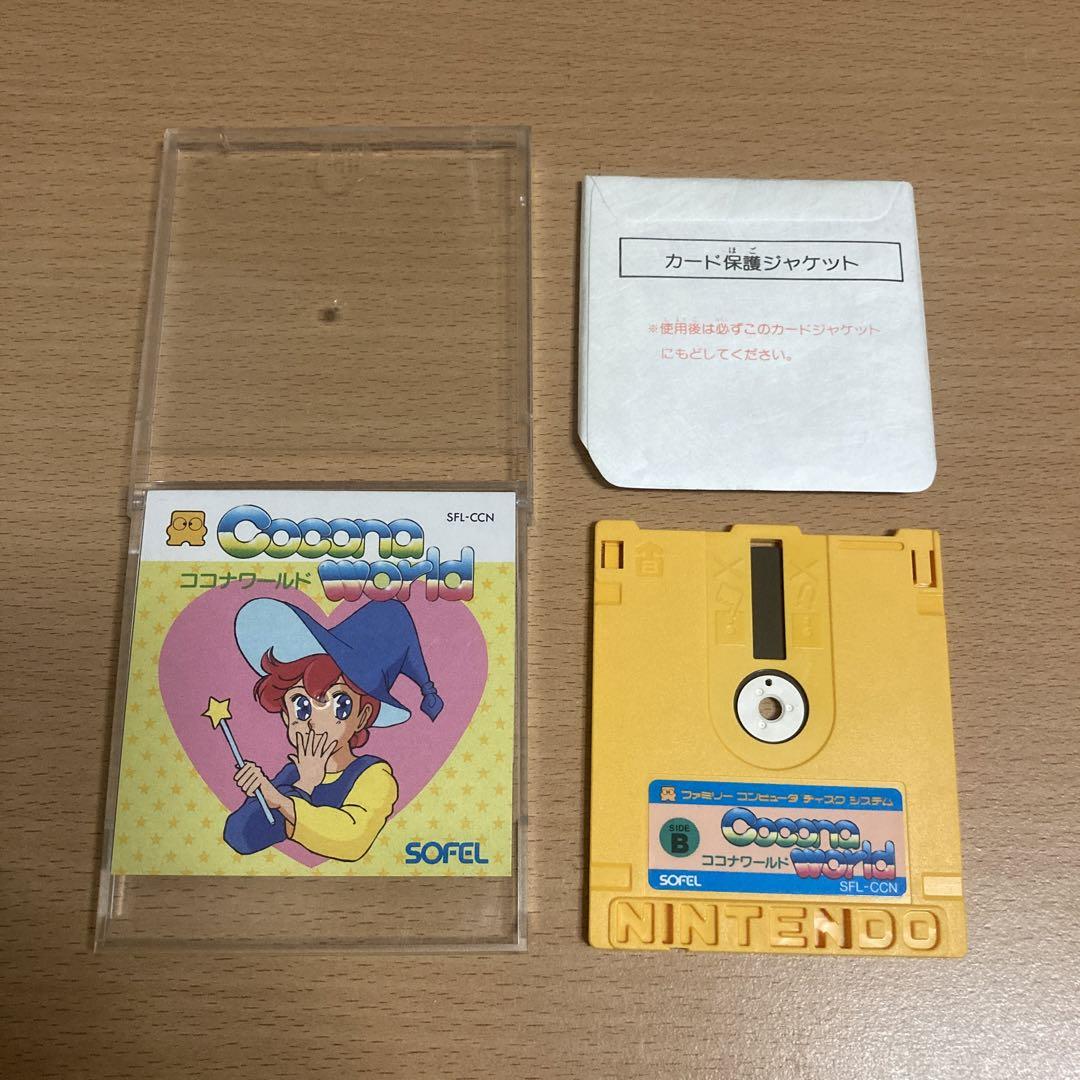 SFL-CCN
Cocona
ココナワールド
world
SOFEL
カード保護ジャケット
はご
※使用後は必ずこのカードジャケット
にもどしてください。
ファミリー コンピュータ ディスク システム
SIDE
B
Cocona
ココナワールド
world
SOFEL
SFL-CCN
NINTENDO